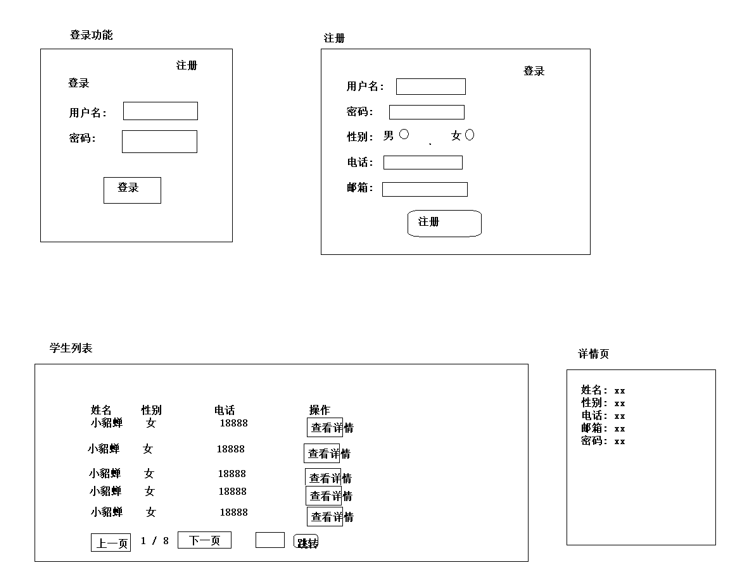 登录功能
注册
登录
用户名：
密码：
登录
注册
登录
用户名：
密码：
性别： 男 、 女
电话：
邮箱：
注册
学生列表
姓名 性别 电话 操作
小貂蝉 女 18888 查看详情
小貂蝉 女 18888 查看详情
小貂蝉 女 18888 查看详情
小貂蝉 女 18888 查看详情
小貂蝉 女 18888 查看详情
上一页 1 / 8 下一页 跳转
详情页
姓名：xx
性别：xx
电话：xx
邮箱：xx
密码：xx